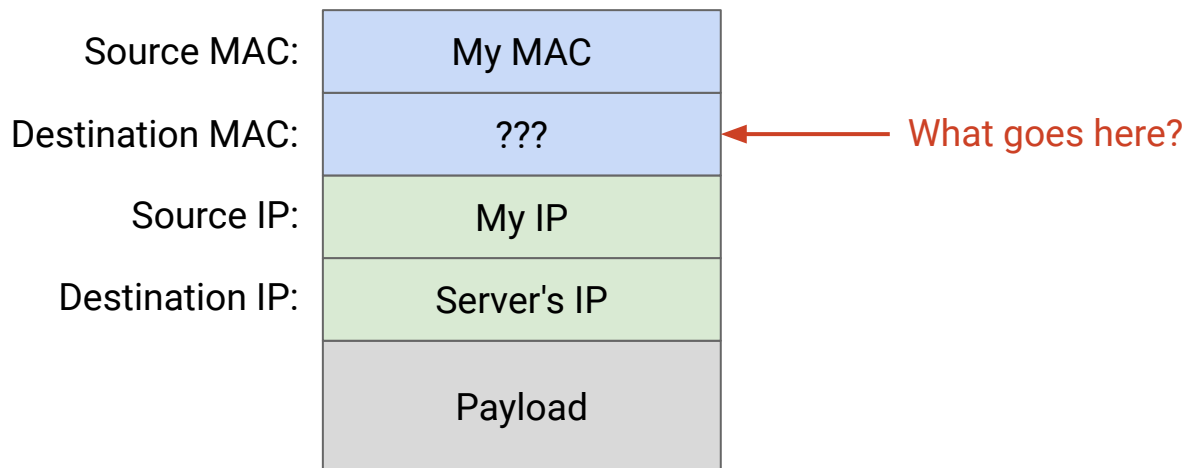 Source MAC: My MAC
Destination MAC: ??? What goes here?
Source IP: My IP
Destination IP: Server's IP
Payload